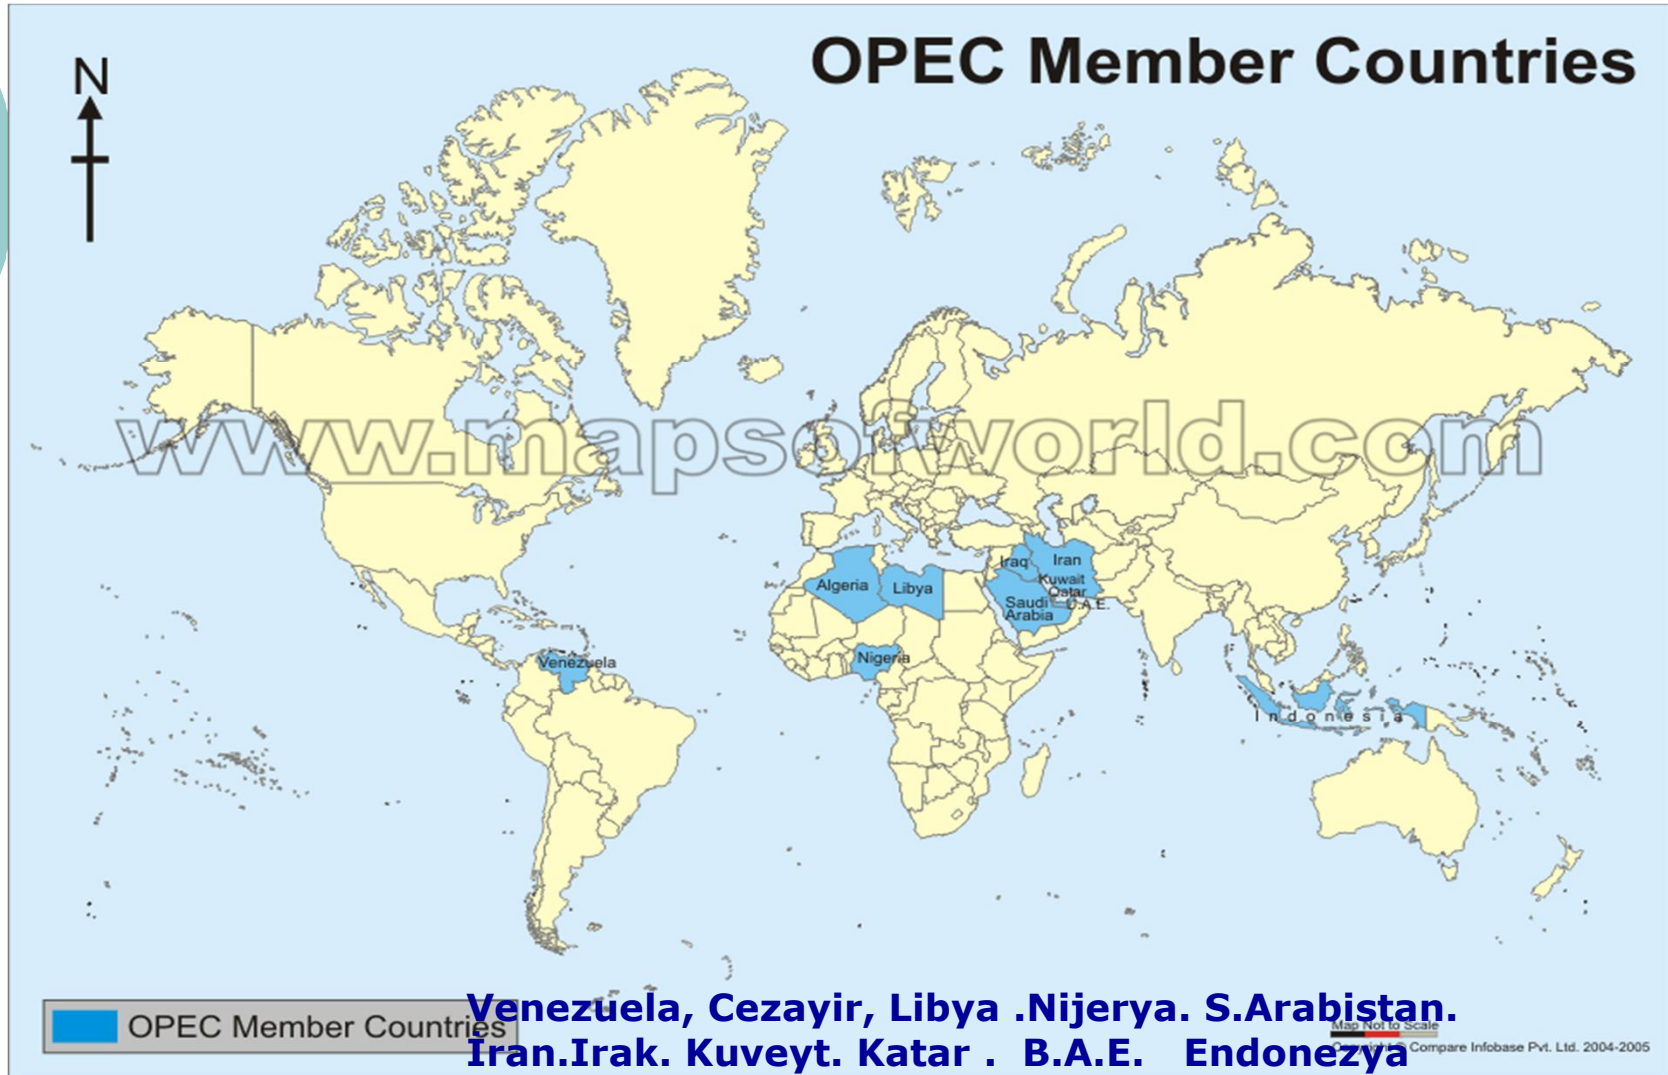 OPEC Member Countries
N
www.mapsofworld.com
Iraq
Iran
Kuwait
Qatar
U.A.E.
Saudi
Arabia
Algeria
Libya
Nigeria
Venezuela
Indonesia
OPEC Member Countries
Venezuela, Cezayir, Libya .Nijerya. S.Arabistan.
İran.Irak. Kuveyt. Katar . B.A.E. Endonezya
Map Not to Scale
Copyright © Compare Infobase Pvt. Ltd. 2004-2005